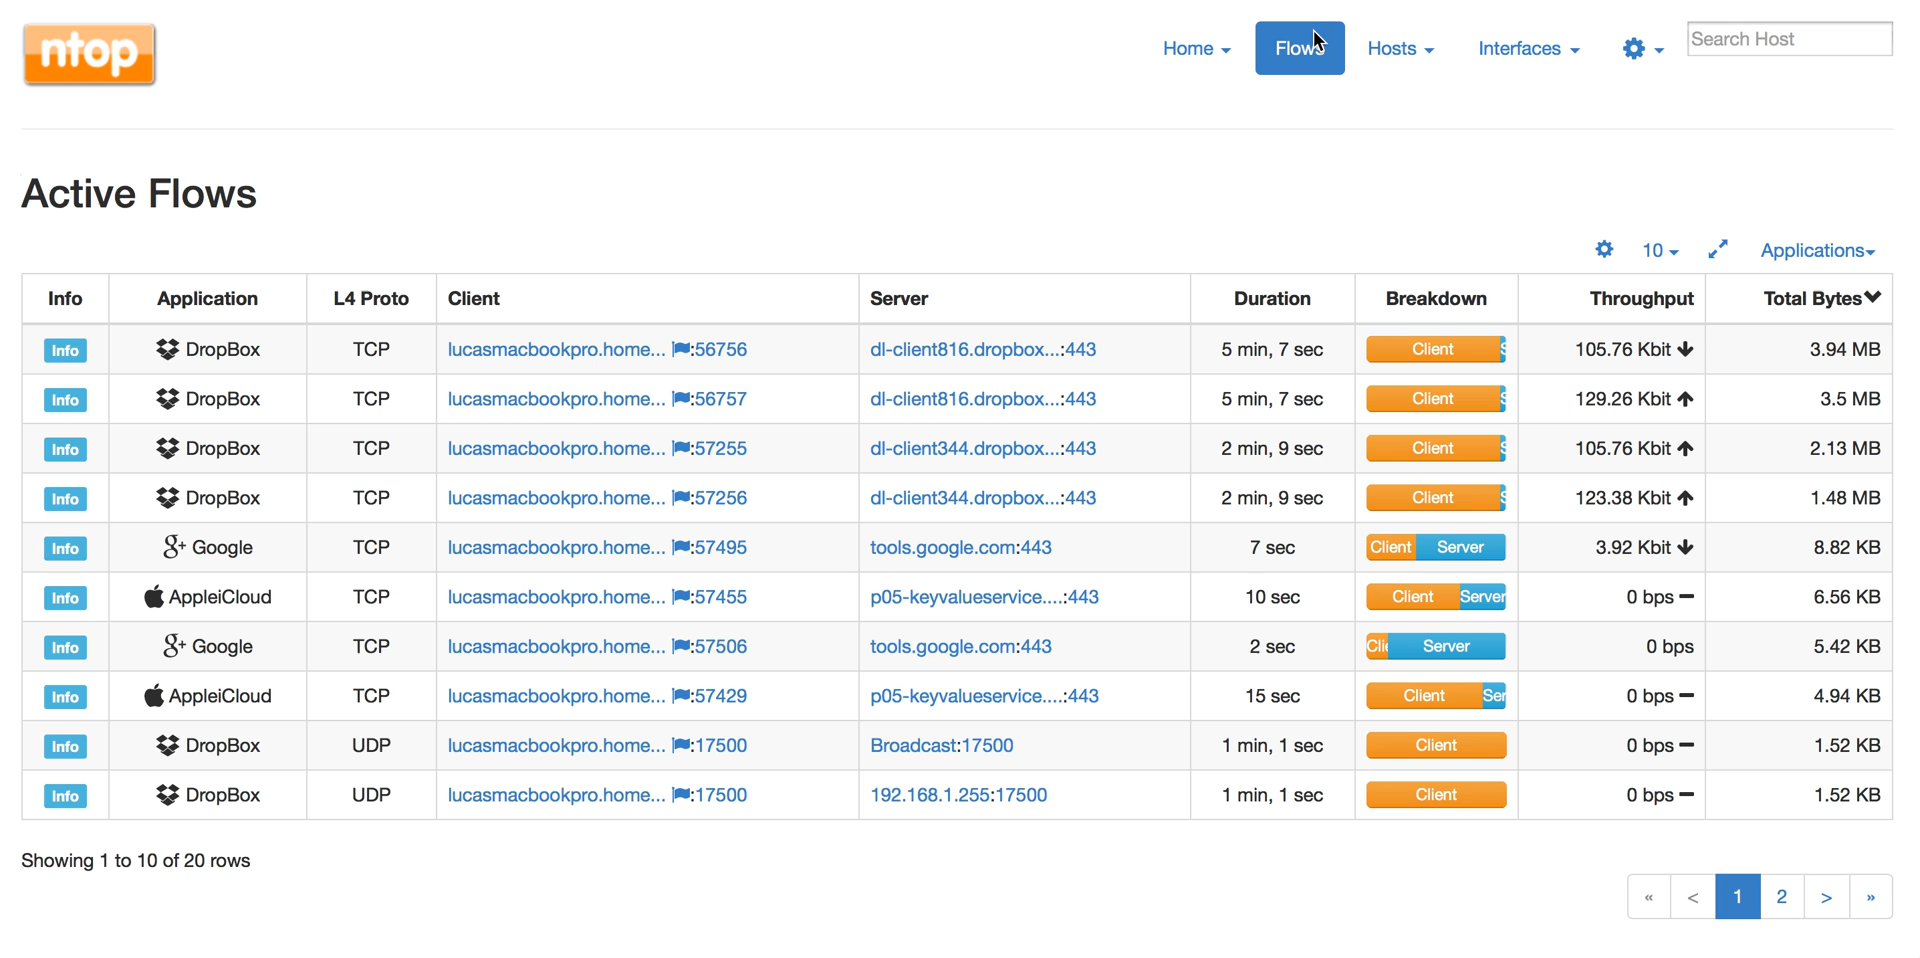 ntop
Home Flows Hosts Interfaces Search Host
Active Flows
10 Applications
Info Application L4 Proto Client Server Duration Breakdown Throughput Total Bytes
Info DropBox TCP lucasmacbookpro.home... :56756 dl-client816.dropbox...:443 5 min, 7 sec Client S 105.76 Kbit 3.94 MB
Info DropBox TCP lucasmacbookpro.home... :56757 dl-client816.dropbox...:443 5 min, 7 sec Client S 129.26 Kbit 3.5 MB
Info DropBox TCP lucasmacbookpro.home... :57255 dl-client344.dropbox...:443 2 min, 9 sec Client S 105.76 Kbit 2.13 MB
Info DropBox TCP lucasmacbookpro.home... :57256 dl-client344.dropbox...:443 2 min, 9 sec Client S 123.38 Kbit 1.48 MB
Info g+ Google TCP lucasmacbookpro.home... :57495 tools.google.com:443 7 sec Client Server 3.92 Kbit 8.82 KB
Info AppleiCloud TCP lucasmacbookpro.home... :57455 p05-keyvalueservice....:443 10 sec Client Server 0 bps 6.56 KB
Info g+ Google TCP lucasmacbookpro.home... :57506 tools.google.com:443 2 sec Clie Server 0 bps 5.42 KB
Info AppleiCloud TCP lucasmacbookpro.home... :57429 p05-keyvalueservice....:443 15 sec Client Ser 0 bps 4.94 KB
Info DropBox UDP lucasmacbookpro.home... :17500 Broadcast:17500 1 min, 1 sec Client 0 bps 1.52 KB
Info DropBox UDP lucasmacbookpro.home... :17500 192.168.1.255:17500 1 min, 1 sec Client 0 bps 1.52 KB
Showing 1 to 10 of 20 rows
« < 1 2 > »